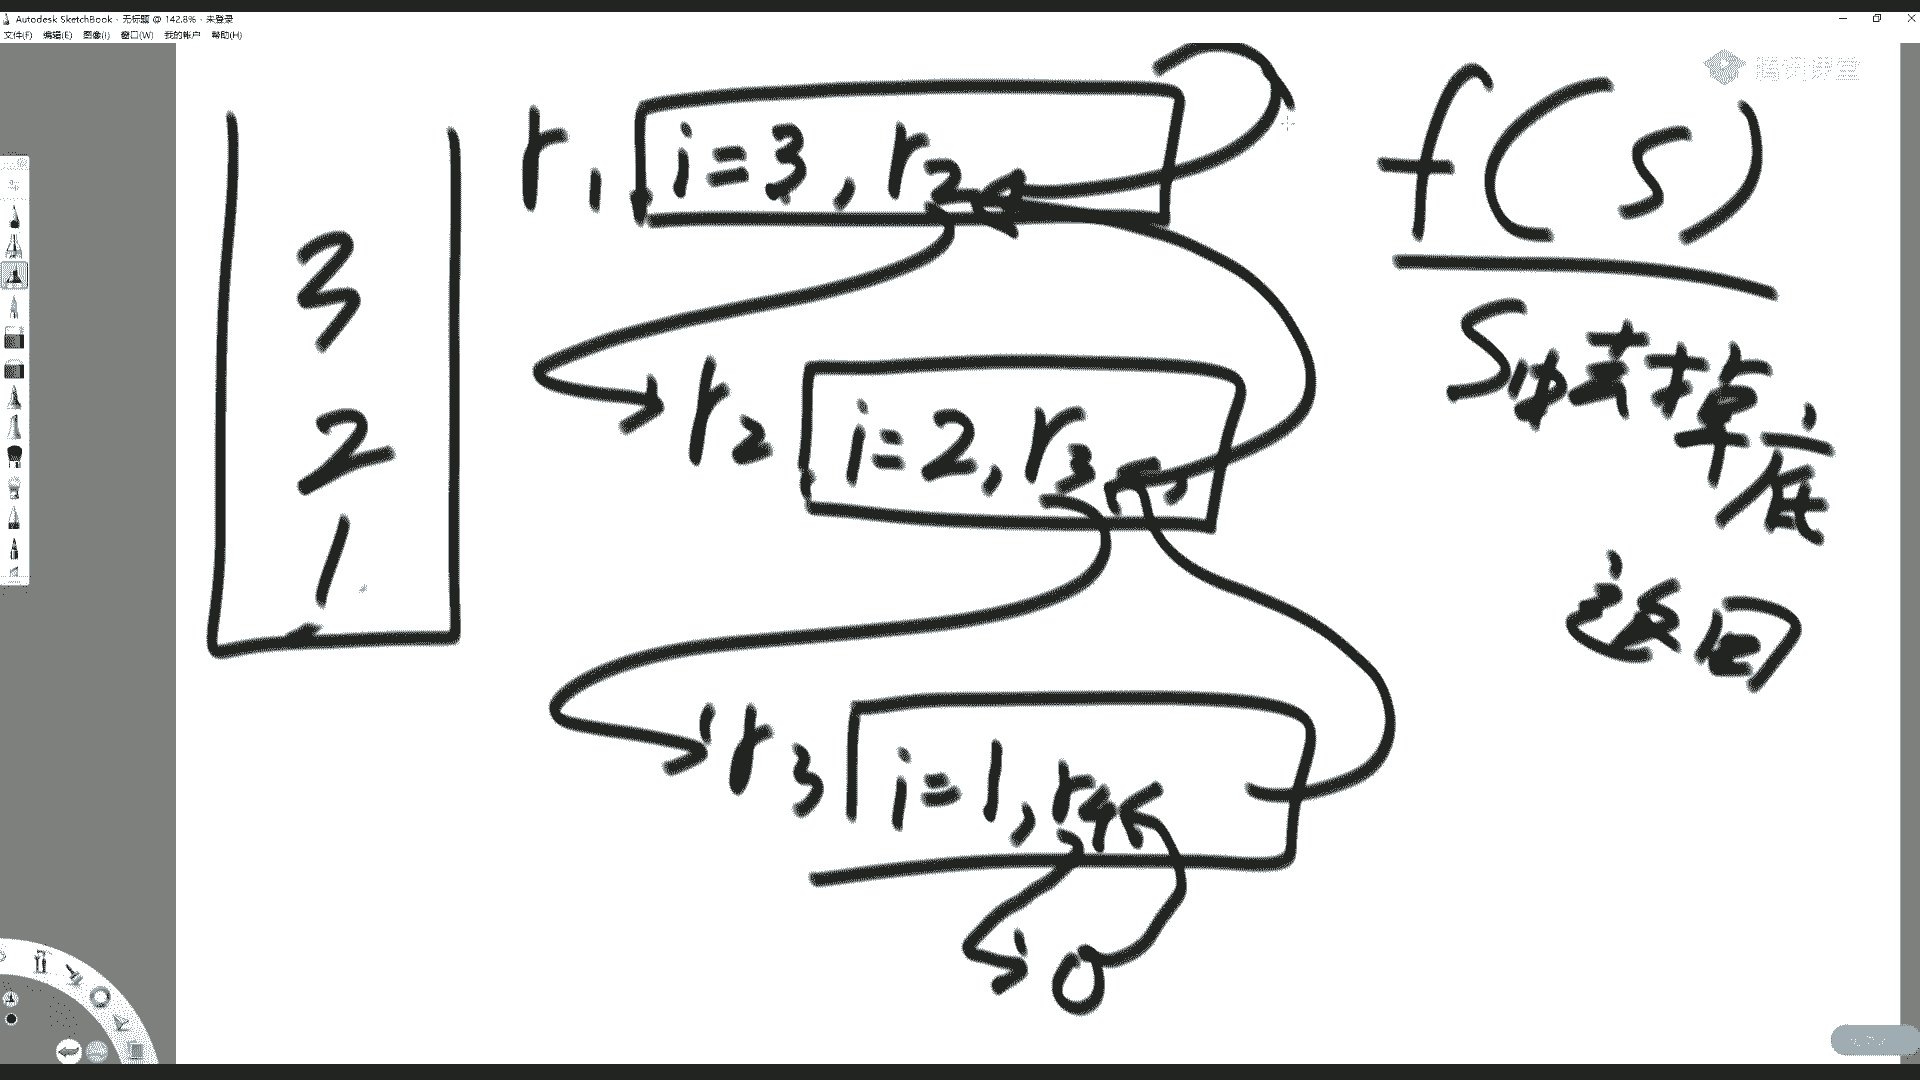 Autodesk SketchBook - 无标题 @ 142.8% - 未登录
文件(F) 编辑(E) 图像(I) 窗口(W) 我的帐户 帮助(H)
腾讯课堂
r1 i=3, r2
f(S)
S中去掉底
返回
3
2
1
r2 i=2, r3
r3 i=1, r4
0